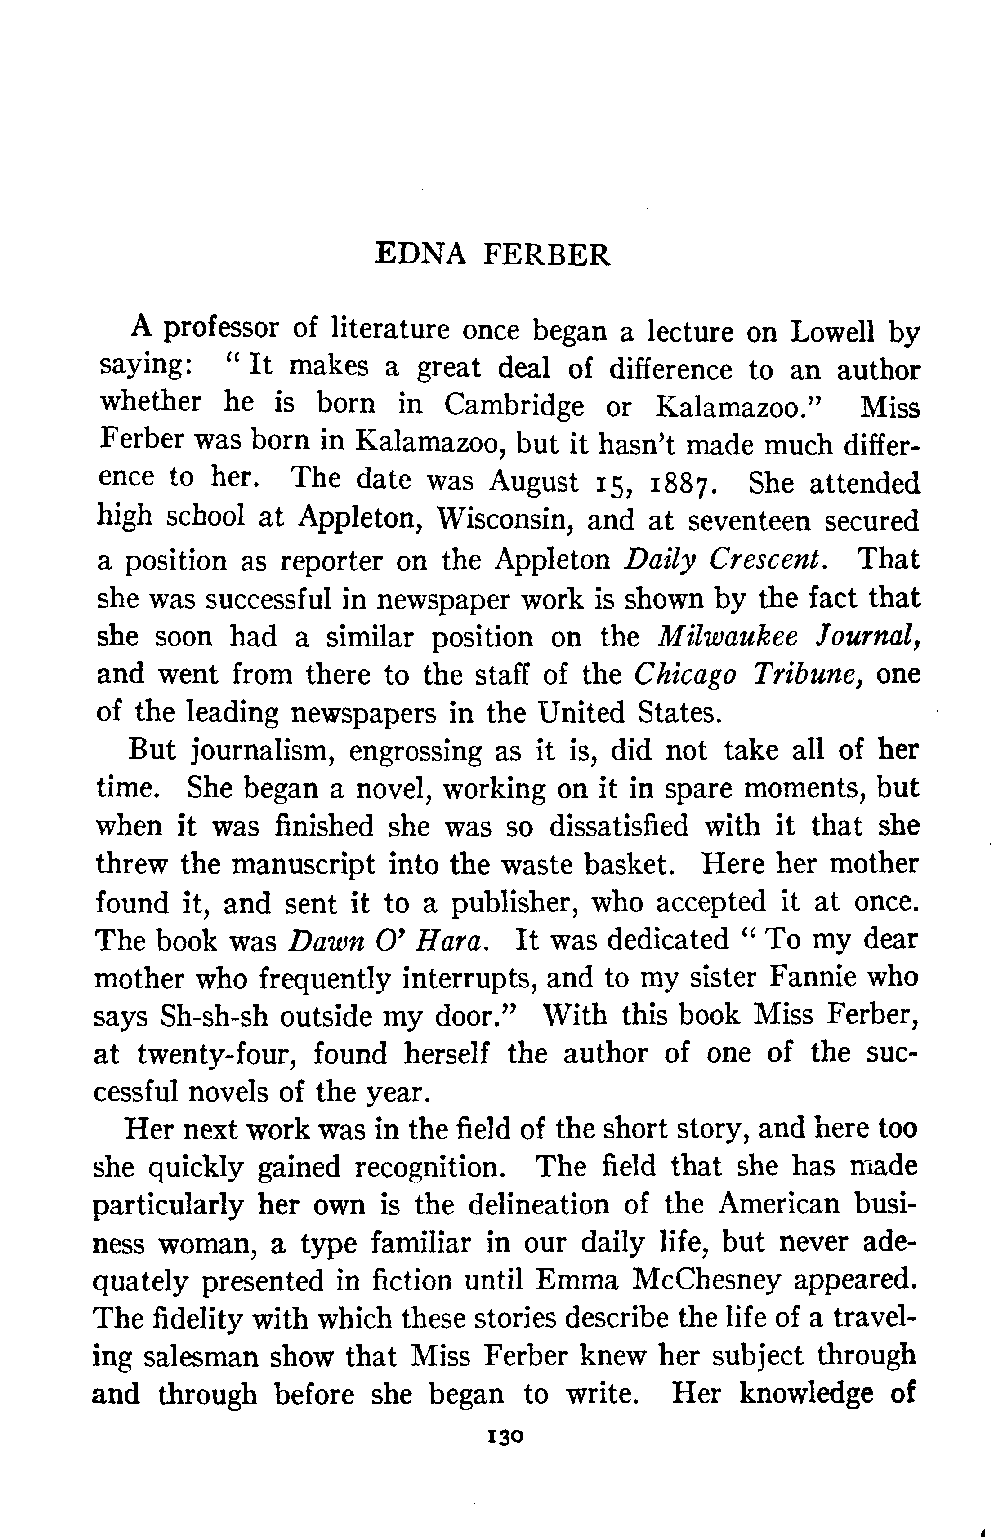 EDNA FERBER
A professor of literature once began a lecture on Lowell by
saying: “ It makes a great deal of difference to an author
whether he is born in Cambridge or Kalamazoo.” Miss
Ferber was born in Kalamazoo, but it hasn’t made much differ-
ence to her. The date was August 15, 1887. She attended
high school at Appleton, Wisconsin, and at seventeen secured
a position as reporter on the Appleton Daily Crescent. That
she was successful in newspaper work is shown by the fact that
she soon had a similar position on the Milwaukee Journal,
and went from there to the staff of the Chicago Tribune, one
of the leading newspapers in the United States.
But journalism, engrossing as it is, did not take all of her
time. She began a novel, working on it in spare moments, but
when it was finished she was so dissatisfied with it that she
threw the manuscript into the waste basket. Here her mother
found it, and sent it to a publisher, who accepted it at once.
The book was Dawn O’ Hara. It was dedicated “ To my dear
mother who frequently interrupts, and to my sister Fannie who
says Sh-sh-sh outside my door.” With this book Miss Ferber,
at twenty-four, found herself the author of one of the suc-
cessful novels of the year.
Her next work was in the field of the short story, and here too
she quickly gained recognition. The field that she has made
particularly her own is the delineation of the American busi-
ness woman, a type familiar in our daily life, but never ade-
quately presented in fiction until Emma McChesney appeared.
The fidelity with which these stories describe the life of a travel-
ing salesman show that Miss Ferber knew her subject through
and through before she began to write. Her knowledge of
130